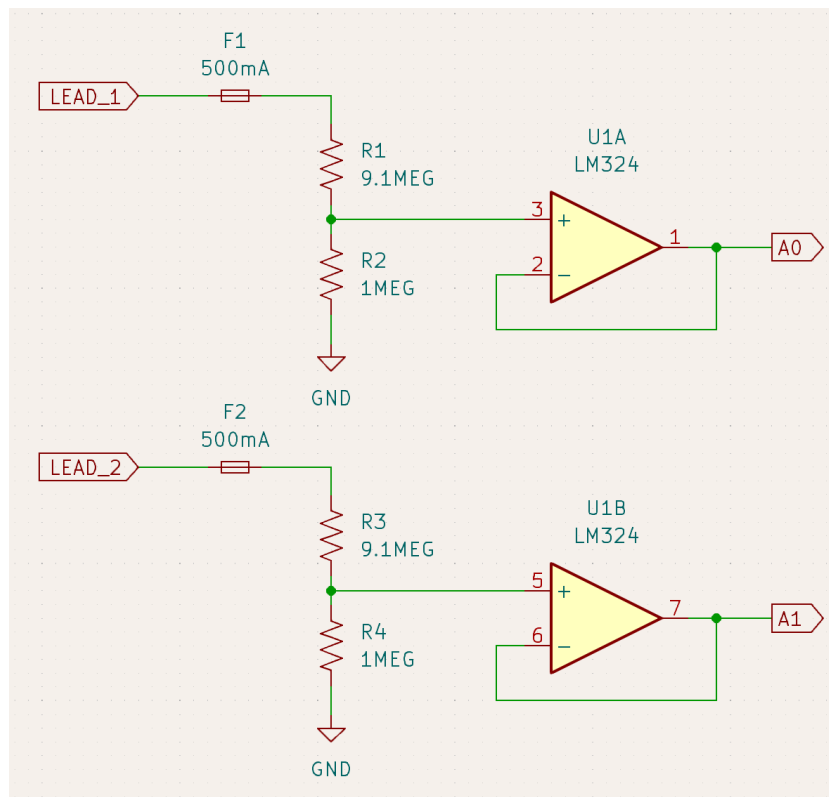 F1
500mA
LEAD_1
R1
9.1MEG
U1A
LM324
3
+
1
A0
2
−
R2
1MEG
GND
F2
500mA
LEAD_2
R3
9.1MEG
U1B
LM324
5
+
7
A1
6
−
R4
1MEG
GND